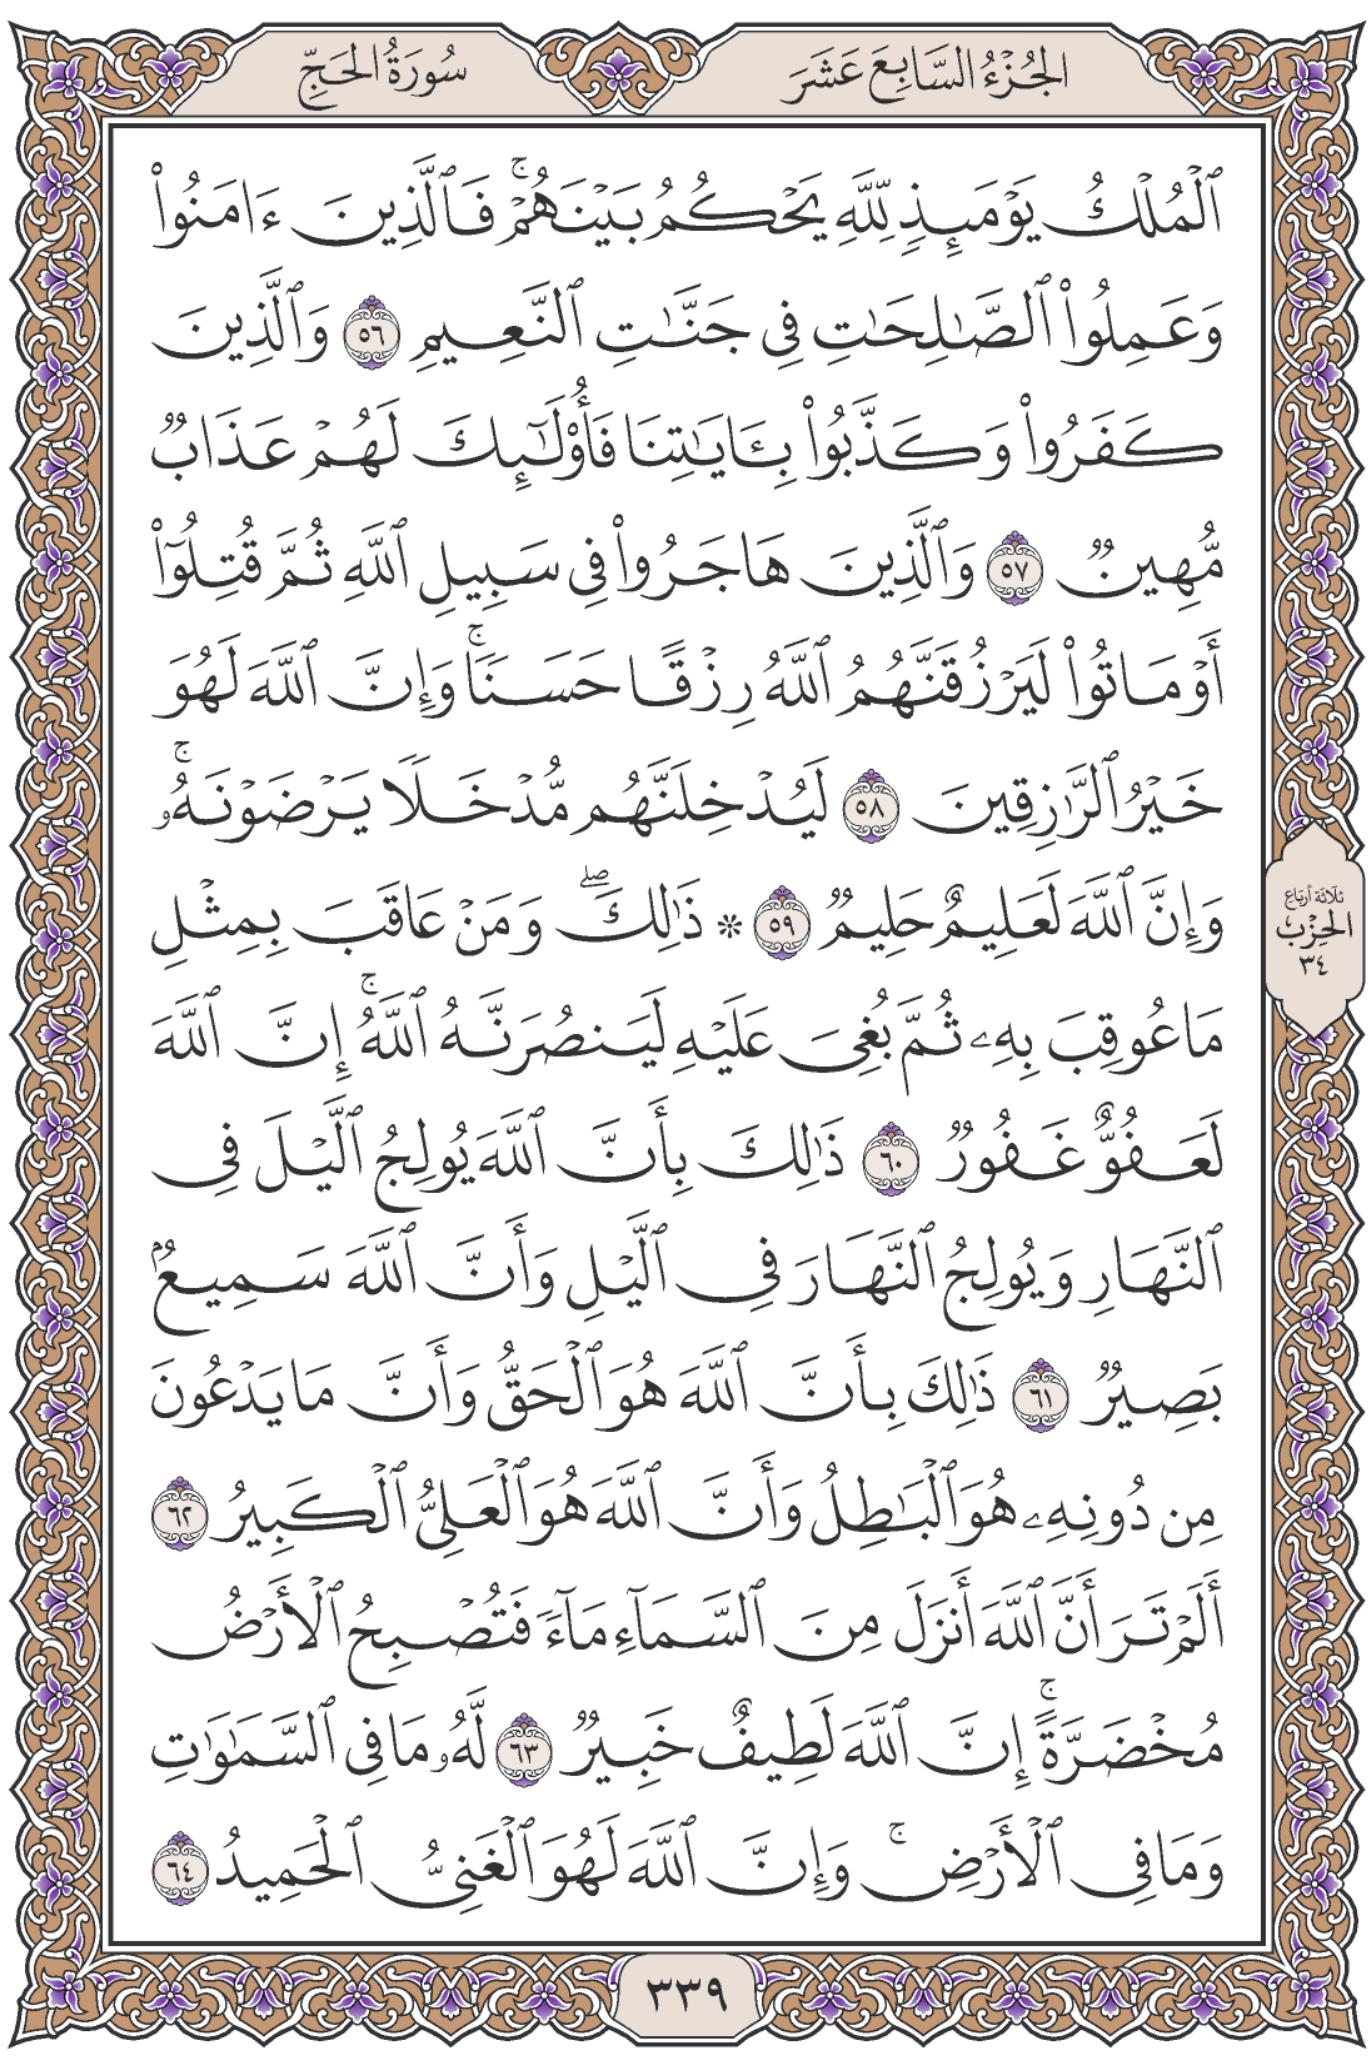 الجُزْءُ السَّابِعَ عَشَرَ
سُورَةُ الحَجِّ
ٱلْمُلْكُ يَوْمَئِذٍ لِّلَّهِ يَحْكُمُ بَيْنَهُمْۚ فَٱلَّذِينَ ءَامَنُوا۟
وَعَمِلُوا۟ ٱلصَّـٰلِحَـٰتِ فِى جَنَّـٰتِ ٱلنَّعِيمِ ٥٦ وَٱلَّذِينَ
كَفَرُوا۟ وَكَذَّبُوا۟ بِـَٔايَـٰتِنَا فَأُو۟لَـٰٓئِكَ لَهُمْ عَذَابٌ
مُّهِينٌ ٥٧ وَٱلَّذِينَ هَاجَرُوا۟ فِى سَبِيلِ ٱللَّهِ ثُمَّ قُتِلُوٓا۟
أَوْ مَاتُوا۟ لَيَرْزُقَنَّهُمُ ٱللَّهُ رِزْقًا حَسَنًاۚ وَإِنَّ ٱللَّهَ لَهُوَ
خَيْرُ ٱلرَّٰزِقِينَ ٥٨ لَيُدْخِلَنَّهُم مُّدْخَلًا يَرْضَوْنَهُۥۚ
وَإِنَّ ٱللَّهَ لَعَلِيمٌ حَلِيمٌ ٥٩ * ذَٰلِكَۖ وَمَنْ عَاقَبَ بِمِثْلِ
مَا عُوقِبَ بِهِۦ ثُمَّ بُغِىَ عَلَيْهِ لَيَنصُرَنَّهُ ٱللَّهُۚ إِنَّ ٱللَّهَ
لَعَفُوٌّ غَفُورٌ ٦٠ ذَٰلِكَ بِأَنَّ ٱللَّهَ يُولِجُ ٱلَّيْلَ فِى
ٱلنَّهَارِ وَيُولِجُ ٱلنَّهَارَ فِى ٱلَّيْلِ وَأَنَّ ٱللَّهَ سَمِيعٌۢ
بَصِيرٌ ٦١ ذَٰلِكَ بِأَنَّ ٱللَّهَ هُوَ ٱلْحَقُّ وَأَنَّ مَا يَدْعُونَ
مِن دُونِهِۦ هُوَ ٱلْبَـٰطِلُ وَأَنَّ ٱللَّهَ هُوَ ٱلْعَلِىُّ ٱلْكَبِيرُ ٦٢
أَلَمْ تَرَ أَنَّ ٱللَّهَ أَنزَلَ مِنَ ٱلسَّمَآءِ مَآءً فَتُصْبِحُ ٱلْأَرْضُ
مُخْضَرَّةًۚ إِنَّ ٱللَّهَ لَطِيفٌ خَبِيرٌ ٦٣ لَّهُۥ مَا فِى ٱلسَّمَـٰوَٰتِ
وَمَا فِى ٱلْأَرْضِۚ وَإِنَّ ٱللَّهَ لَهُوَ ٱلْغَنِىُّ ٱلْحَمِيدُ ٦٤
ثلاثة أرباع
الحِزْب
٣٤
٣٣٩